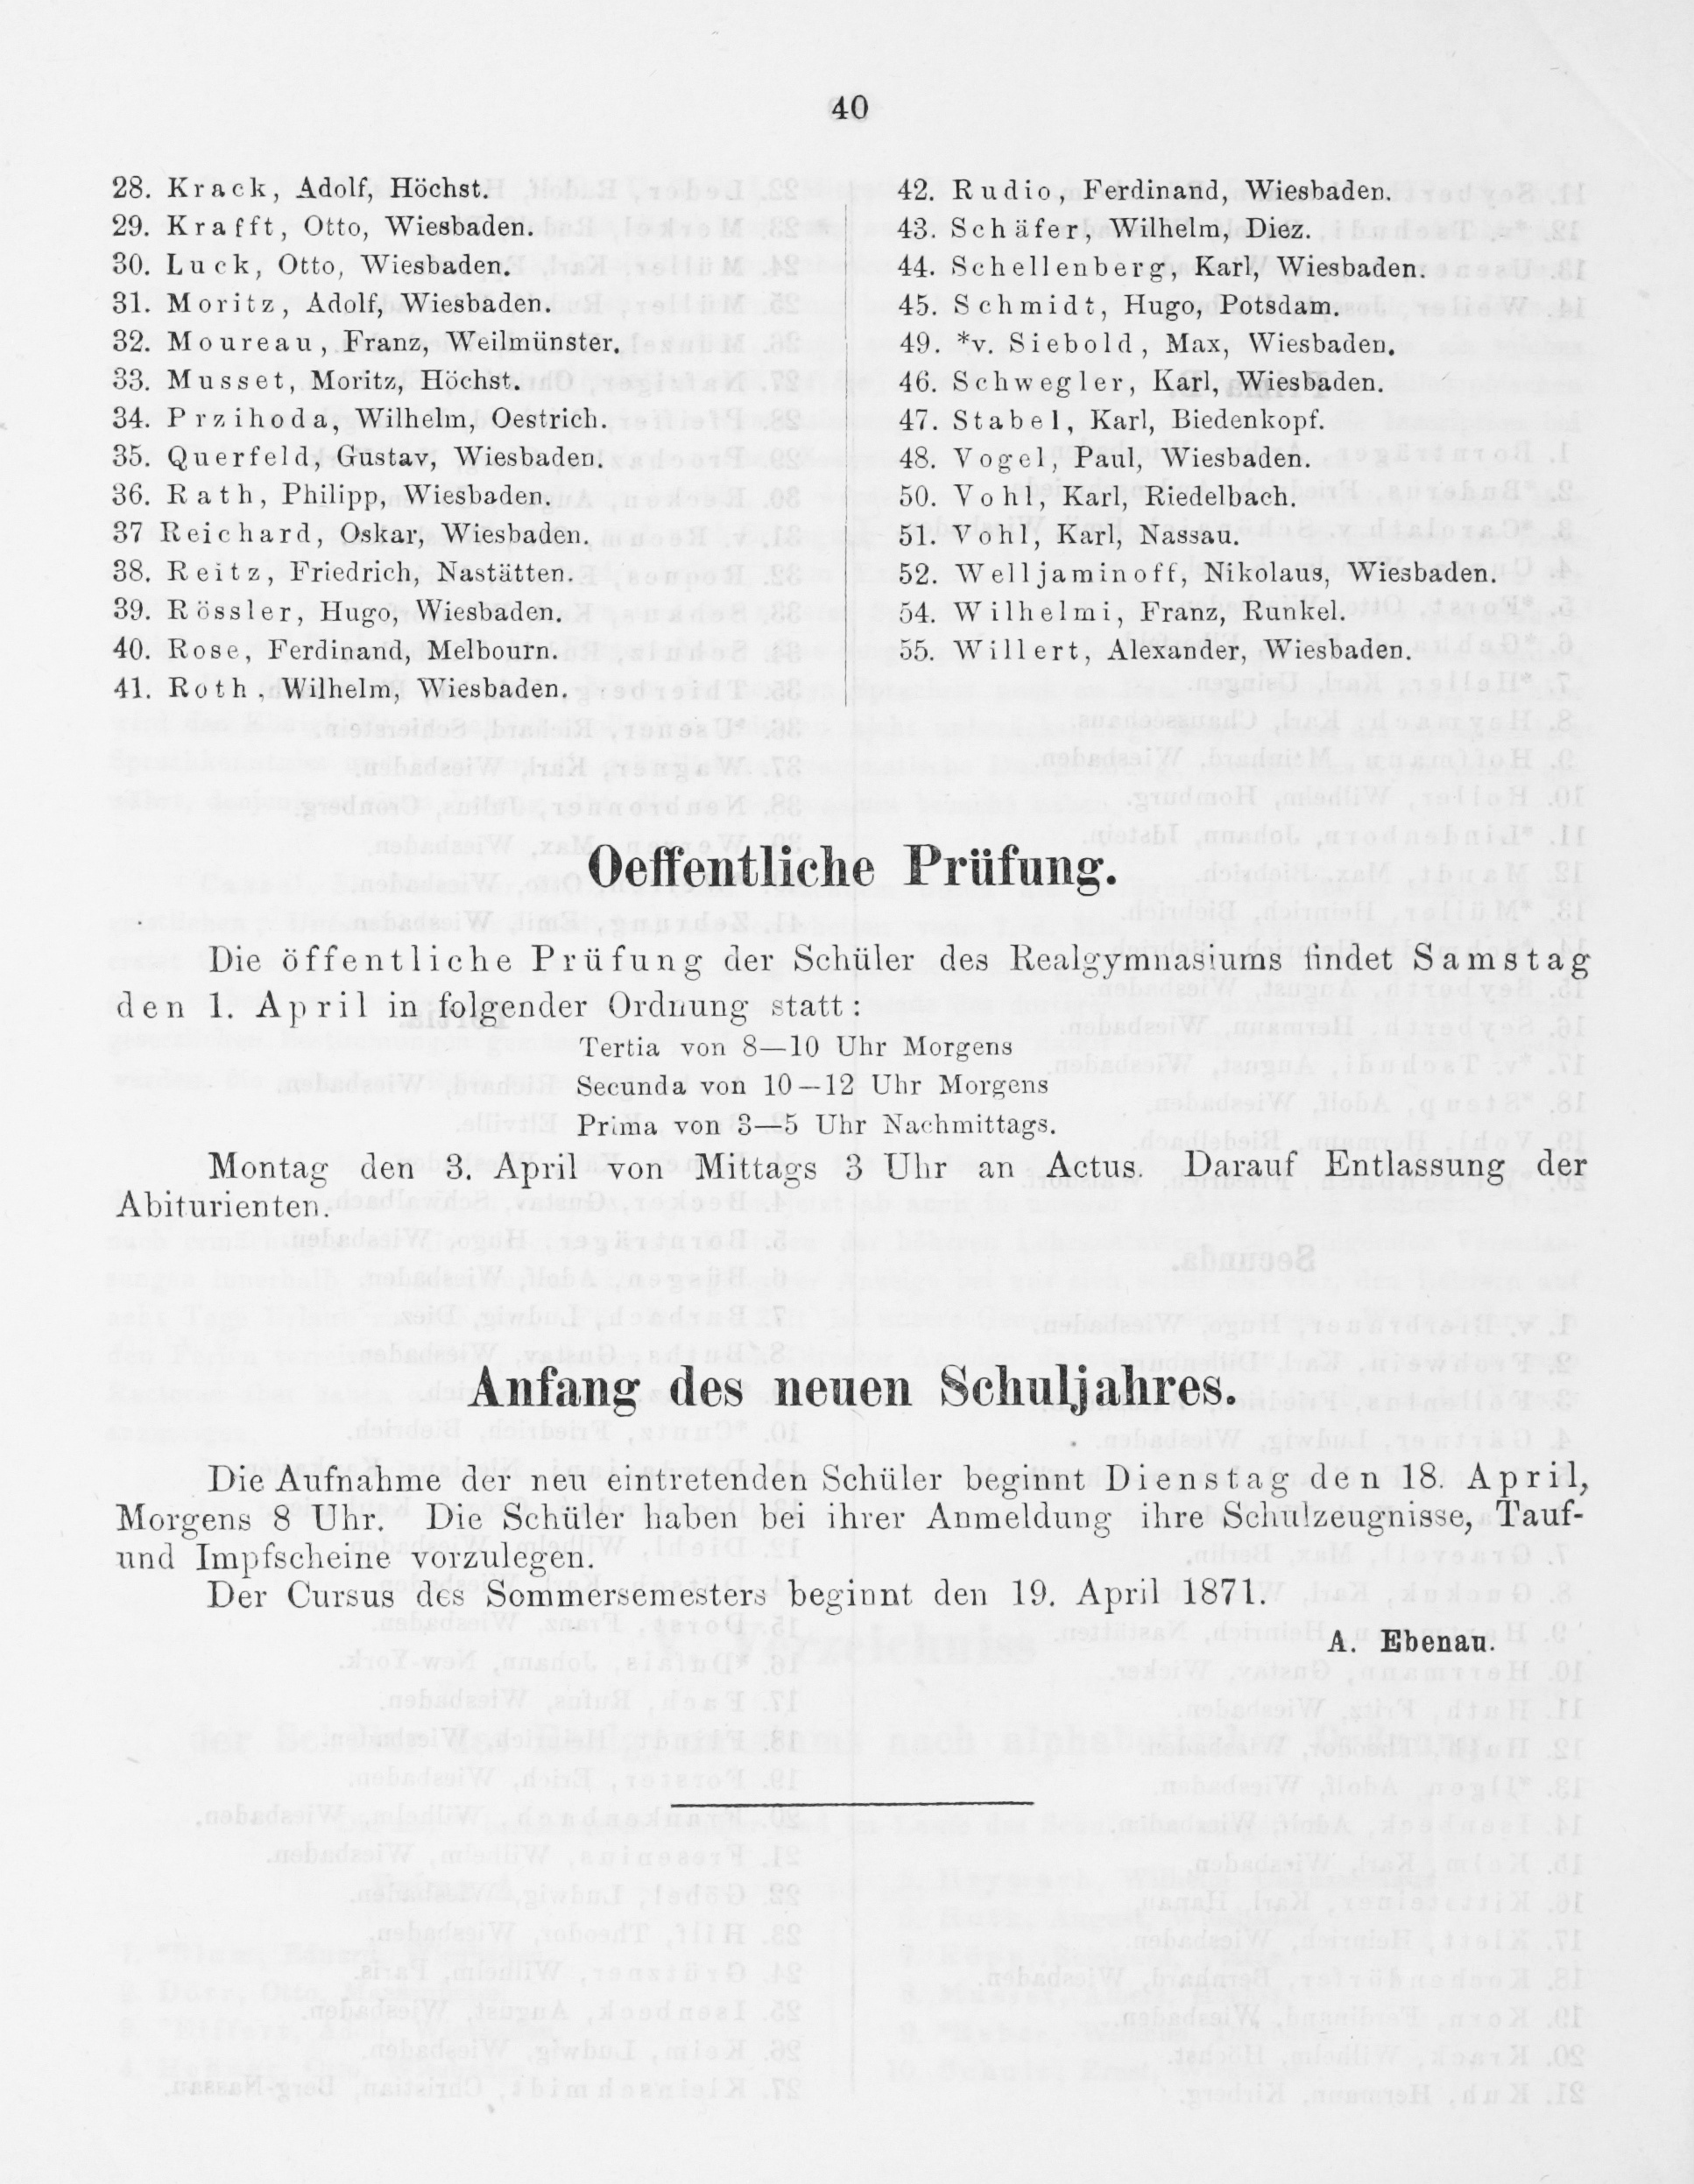 40
28. Krack, Adolf, Höchst.
29. Krafft, Otto, Wiesbaden.
30. Luck, Otto, Wiesbaden.
31. Moritz, Adolf, Wiesbaden.
32. Moureau, Franz, Weilmünster.
33. Musset, Moritz, Höchst.
34. Przihoda, Wilhelm, Oestrich.
35. Querfeld, Gustav, Wiesbaden.
36. Rath, Philipp, Wiesbaden.
37 Reichard, Oskar, Wiesbaden.
38. Reitz, Friedrich, Nastätten.
39. Rössler, Hugo, Wiesbaden.
40. Rose, Ferdinand, Melbourn.
41. Roth, Wilhelm, Wiesbaden.
42. Rudio, Ferdinand, Wiesbaden.
43. Schäfer, Wilhelm, Diez.
44. Schellenberg, Karl, Wiesbaden.
45. Schmidt, Hugo, Potsdam.
49. *v. Siebold, Max, Wiesbaden.
46. Schwegler, Karl, Wiesbaden.
47. Stabel, Karl, Biedenkopf.
48. Vogel, Paul, Wiesbaden.
50. Vohl, Karl, Riedelbach.
51. Vohl, Karl, Nassau.
52. Welljaminoff, Nikolaus, Wiesbaden.
54. Wilhelmi, Franz, Runkel.
55. Willert, Alexander, Wiesbaden.
Oeffentliche Prüfung.
Die öffentliche Prüfung der Schüler des Realgymnasiums findet Samstag
den 1. April in folgender Ordnung statt:
Tertia von 8—10 Uhr Morgens
Secunda von 10—12 Uhr Morgens
Prima von 3—5 Uhr Nachmittags.
Montag den 3. April von Mittags 3 Uhr an Actus. Darauf Entlassung der
Abiturienten.
Anfang des neuen Schuljahres.
Die Aufnahme der neu eintretenden Schüler beginnt Dienstag den 18. April,
Morgens 8 Uhr. Die Schüler haben bei ihrer Anmeldung ihre Schulzeugnisse, Tauf-
und Impfscheine vorzulegen.
Der Cursus des Sommersemesters beginnt den 19. April 1871.
A. Ebenau.